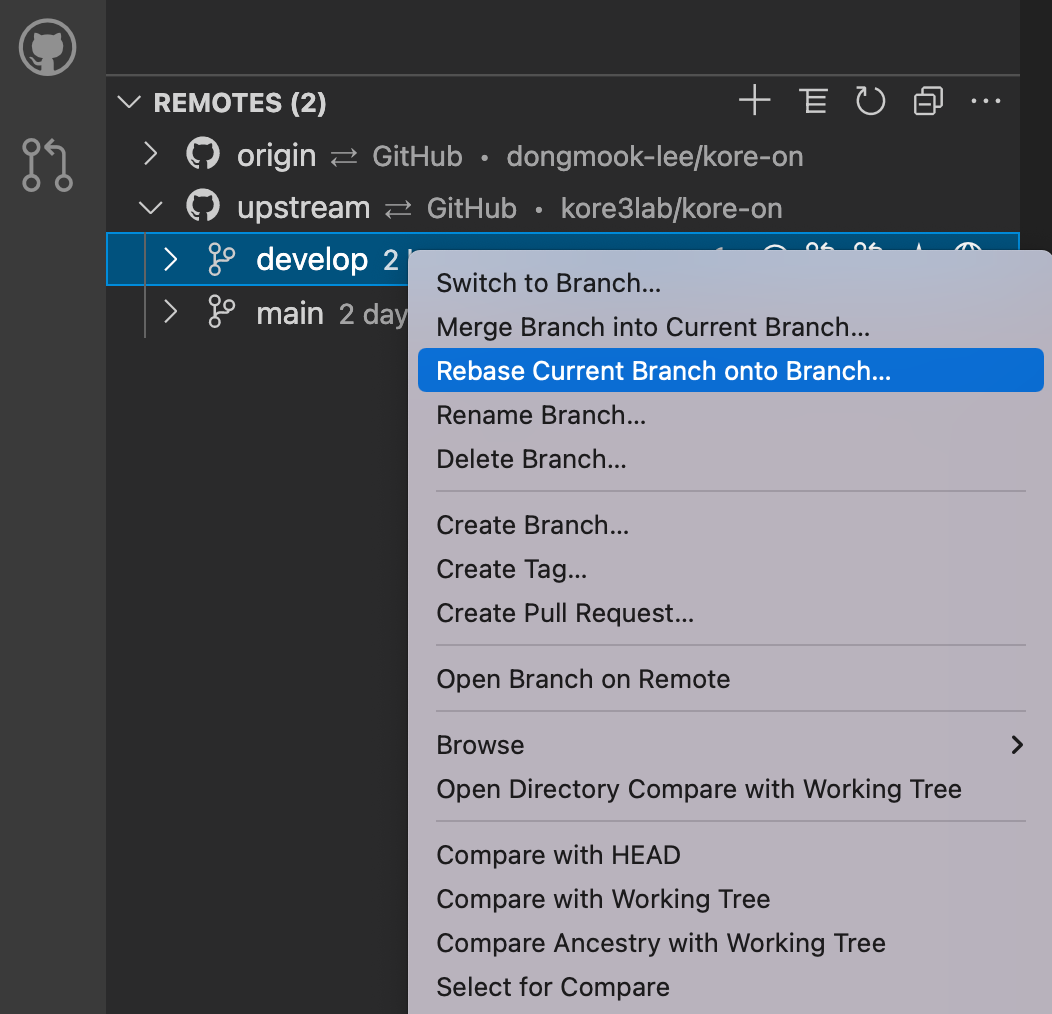 REMOTES (2)
origin GitHub • dongmook-lee/kore-on
upstream GitHub • kore3lab/kore-on
develop 2
main 2 day
Switch to Branch...
Merge Branch into Current Branch...
Rebase Current Branch onto Branch...
Rename Branch...
Delete Branch...
Create Branch...
Create Tag...
Create Pull Request...
Open Branch on Remote
Browse
Open Directory Compare with Working Tree
Compare with HEAD
Compare with Working Tree
Compare Ancestry with Working Tree
Select for Compare